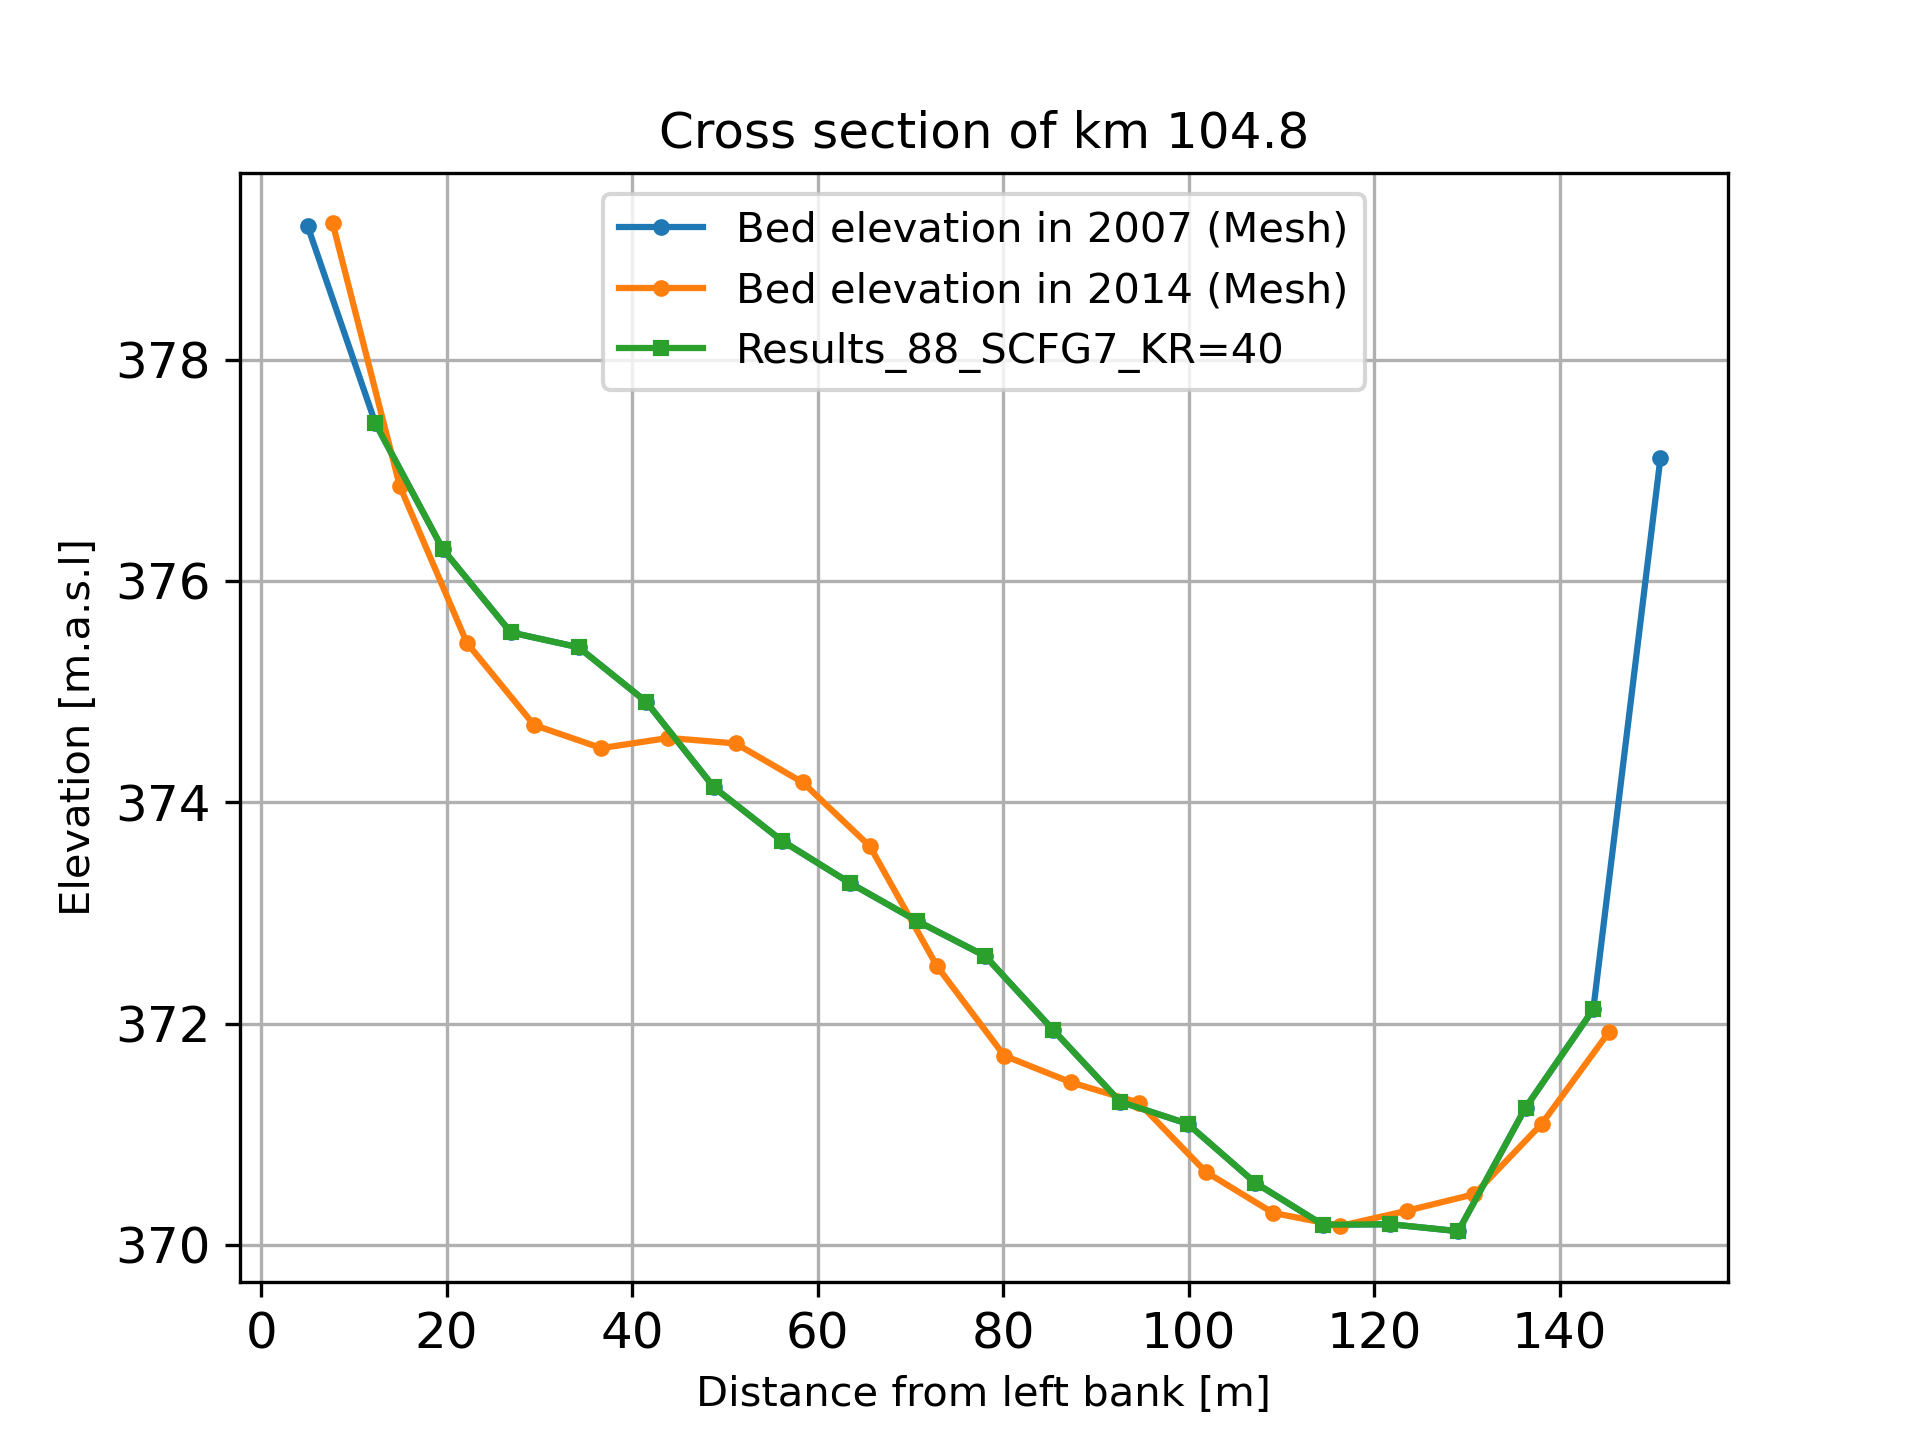 Cross section of km 104.8
Bed elevation in 2007 (Mesh)
Bed elevation in 2014 (Mesh)
Results_88_SCFG7_KR=40
378
376
374
372
370
Elevation [m.a.s.l]
0 20 40 60 80 100 120 140
Distance from left bank [m]